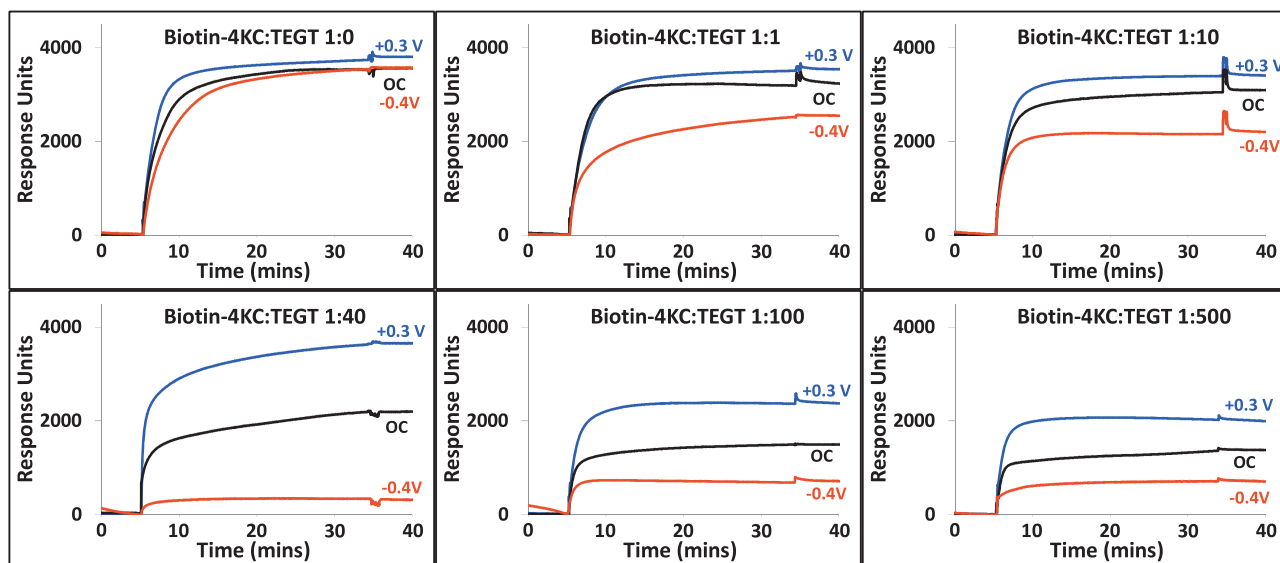 Biotin-4KC:TEGT 1:0
Response Units
4000
2000
0
+0.3 V
OC
-0.4V
0 10 20 30 40
Time (mins)
Biotin-4KC:TEGT 1:1
Response Units
4000
2000
0
+0.3 V
OC
-0.4V
0 10 20 30 40
Time (mins)
Biotin-4KC:TEGT 1:10
Response Units
4000
2000
0
+0.3 V
OC
-0.4V
0 10 20 30 40
Time (mins)
Biotin-4KC:TEGT 1:40
Response Units
4000
2000
0
+0.3 V
OC
-0.4V
0 10 20 30 40
Time (mins)
Biotin-4KC:TEGT 1:100
Response Units
4000
2000
0
+0.3 V
OC
-0.4V
0 10 20 30 40
Time (mins)
Biotin-4KC:TEGT 1:500
Response Units
4000
2000
0
+0.3 V
OC
-0.4V
0 10 20 30 40
Time (mins)